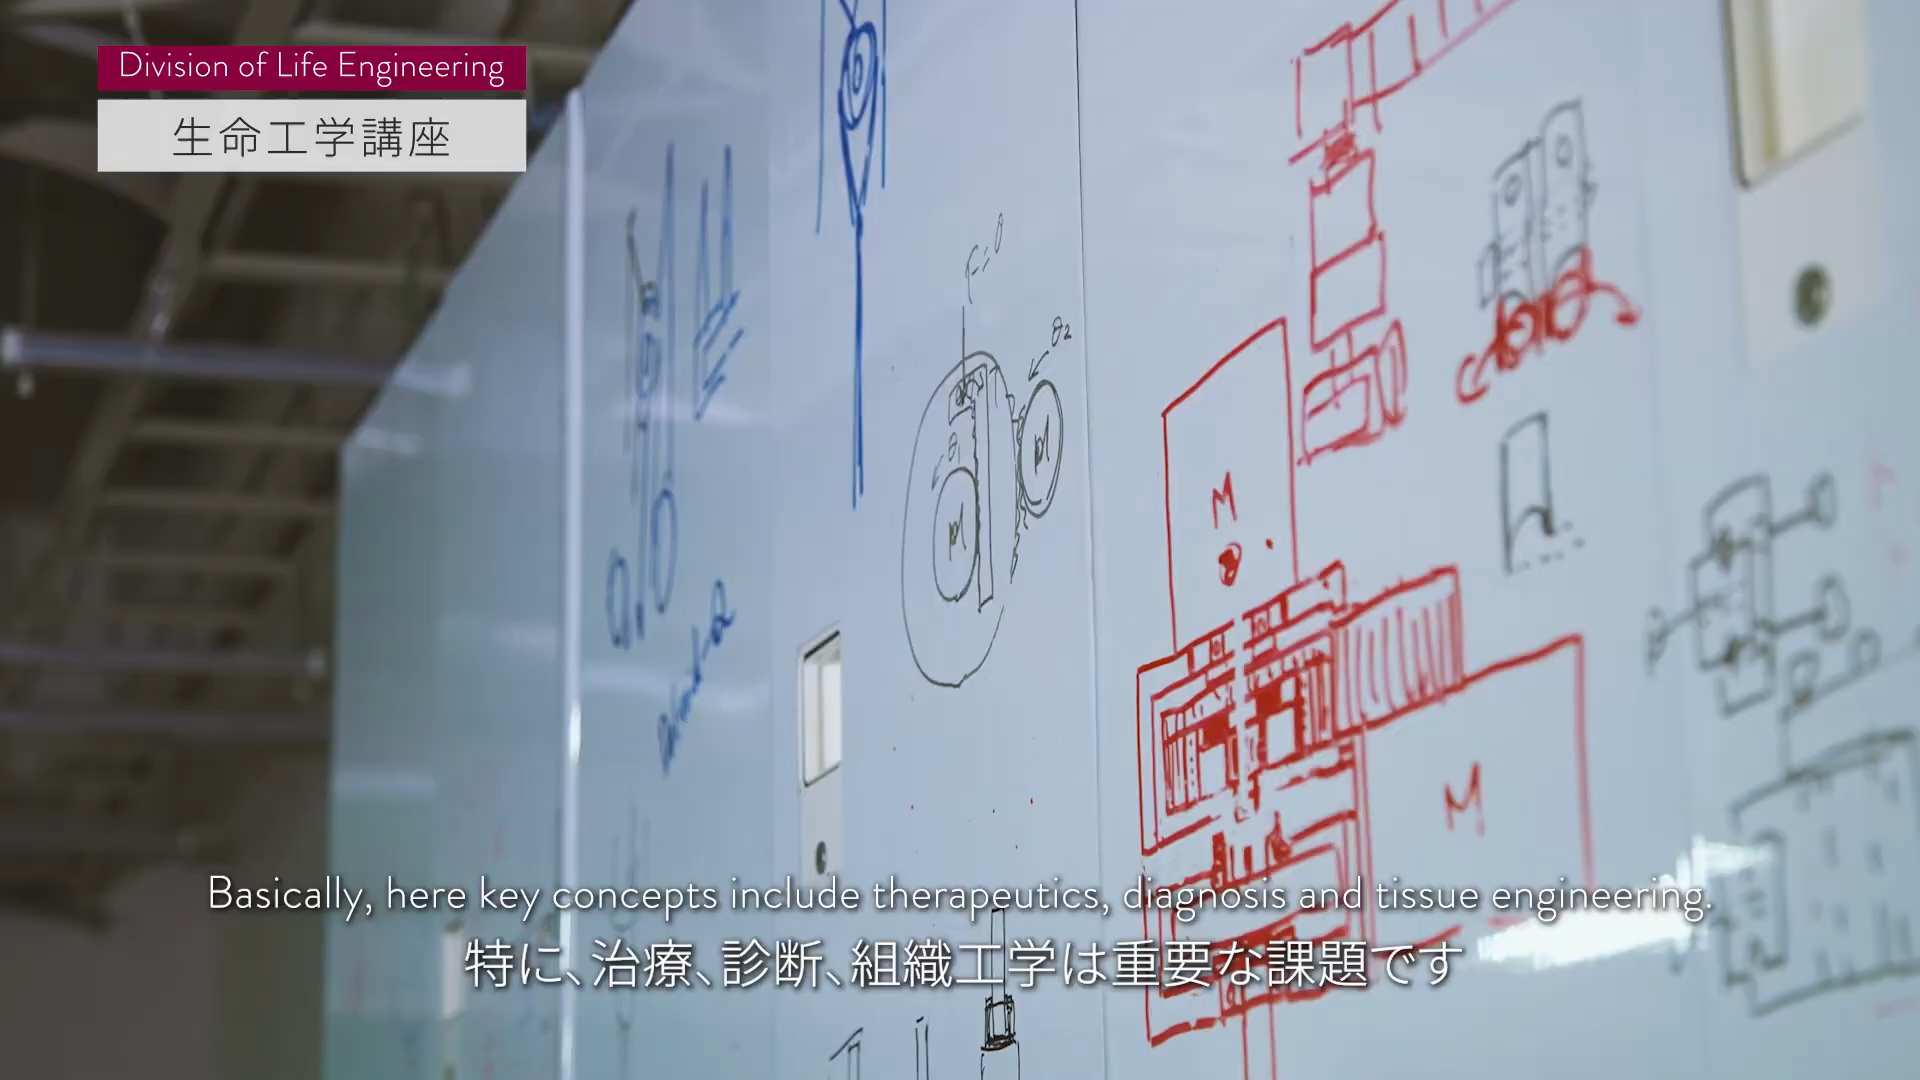 Division of Life Engineering
生命工学講座
θ2
M
M
M
M
Basically, here key concepts include therapeutics, diagnosis and tissue engineering.
特に、治療、診断、組織工学は重要な課題です